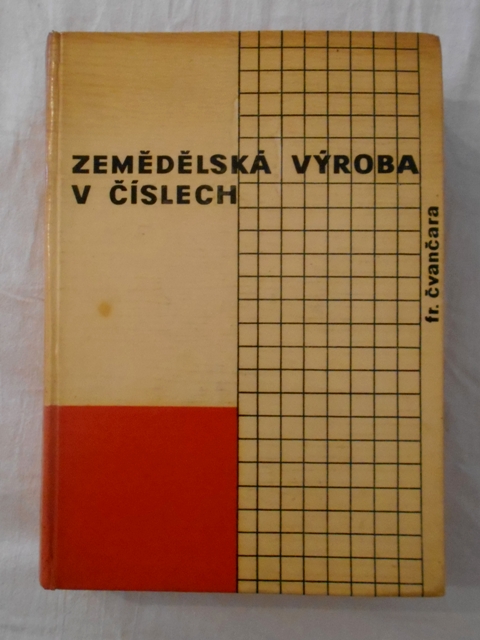 ZEMĚDĚLSKÁ VÝROBA
V ČÍSLECH
fr. čvančara